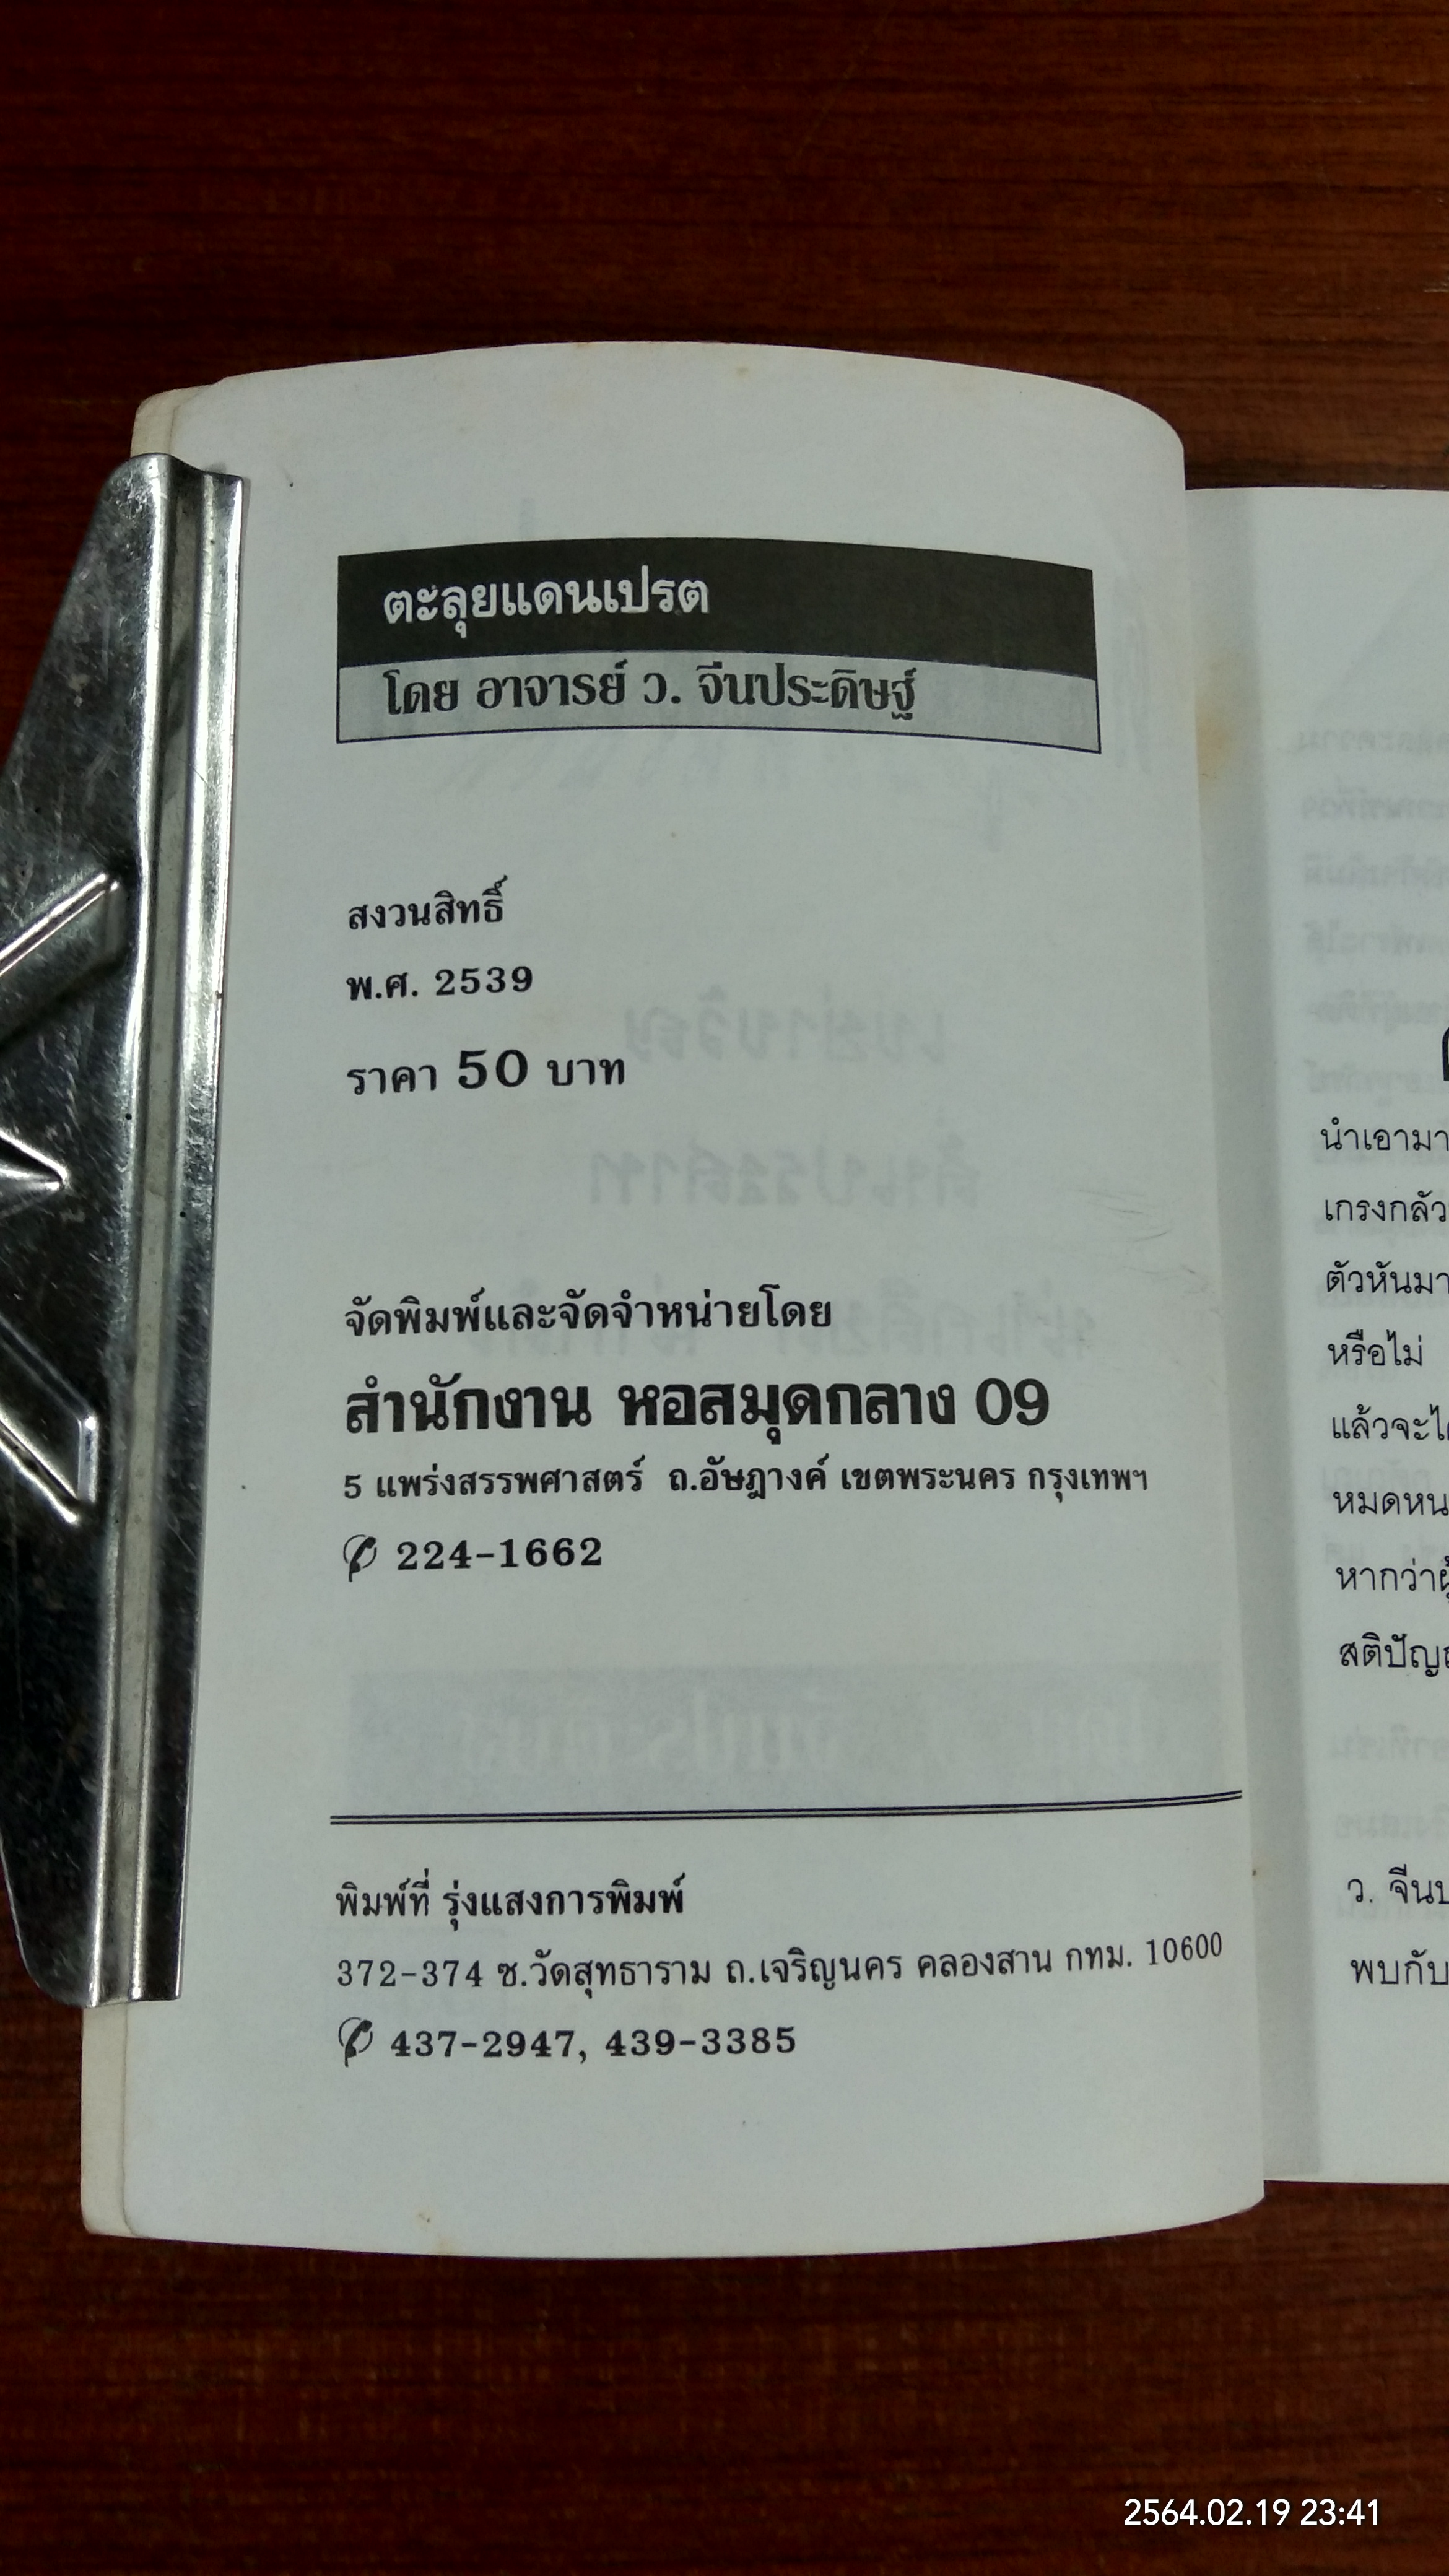 ตะลุยแดนเปรต
โดย อาจารย์ ว. จีนประดิษฐ์
สงวนสิทธิ์
พ.ศ. 2539
ราคา 50 บาท
จัดพิมพ์และจัดจำหน่ายโดย
สำนักงาน หอสมุดกลาง 09
5 แพร่งสรรพศาสตร์ ถ.อัษฎางค์ เขตพระนคร กรุงเทพฯ
✆ 224-1662
พิมพ์ที่ รุ่งแสงการพิมพ์
372-374 ซ.วัดสุทธาราม ถ.เจริญนคร คลองสาน กทม. 10600
✆ 437-2947, 439-3385
นำเอามา
เกรงกลัว
ตัวหันมา
หรือไม่
แล้วจะ
หมดหน
หากว่า
สติปัญ
ว. จีน
พบกับ
2564.02.19 23:41